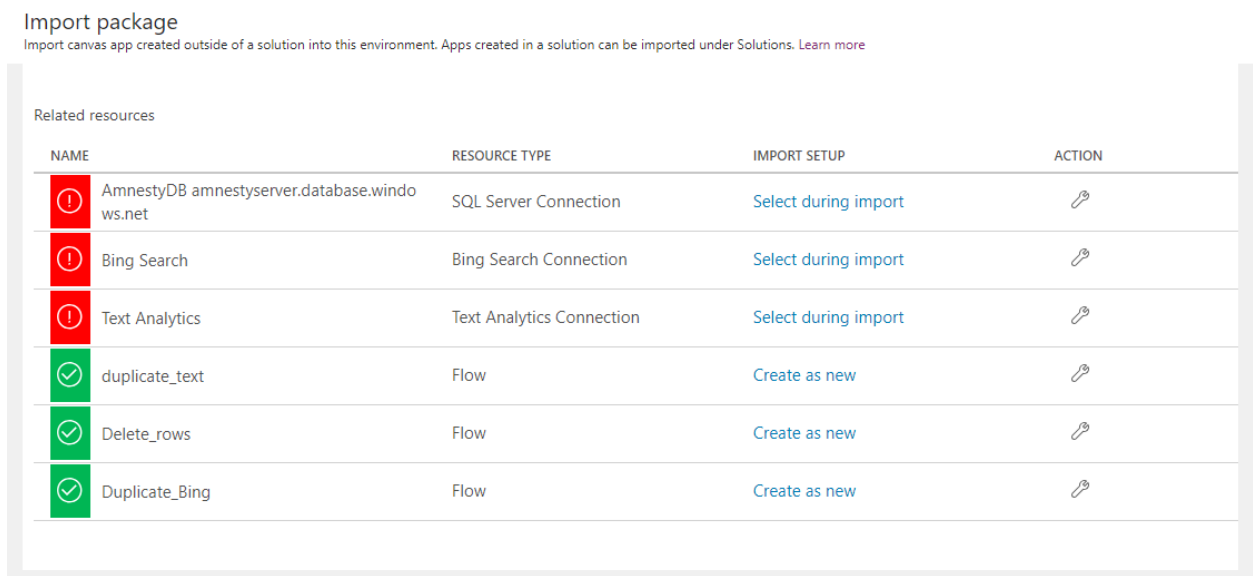 Import package
Import canvas app created outside of a solution into this environment. Apps created in a solution can be imported under Solutions. Learn more
Related resources
NAME RESOURCE TYPE IMPORT SETUP ACTION
AmnestyDB amnestyserver.database.windo
ws.net SQL Server Connection Select during import
Bing Search Bing Search Connection Select during import
Text Analytics Text Analytics Connection Select during import
duplicate_text Flow Create as new
Delete_rows Flow Create as new
Duplicate_Bing Flow Create as new